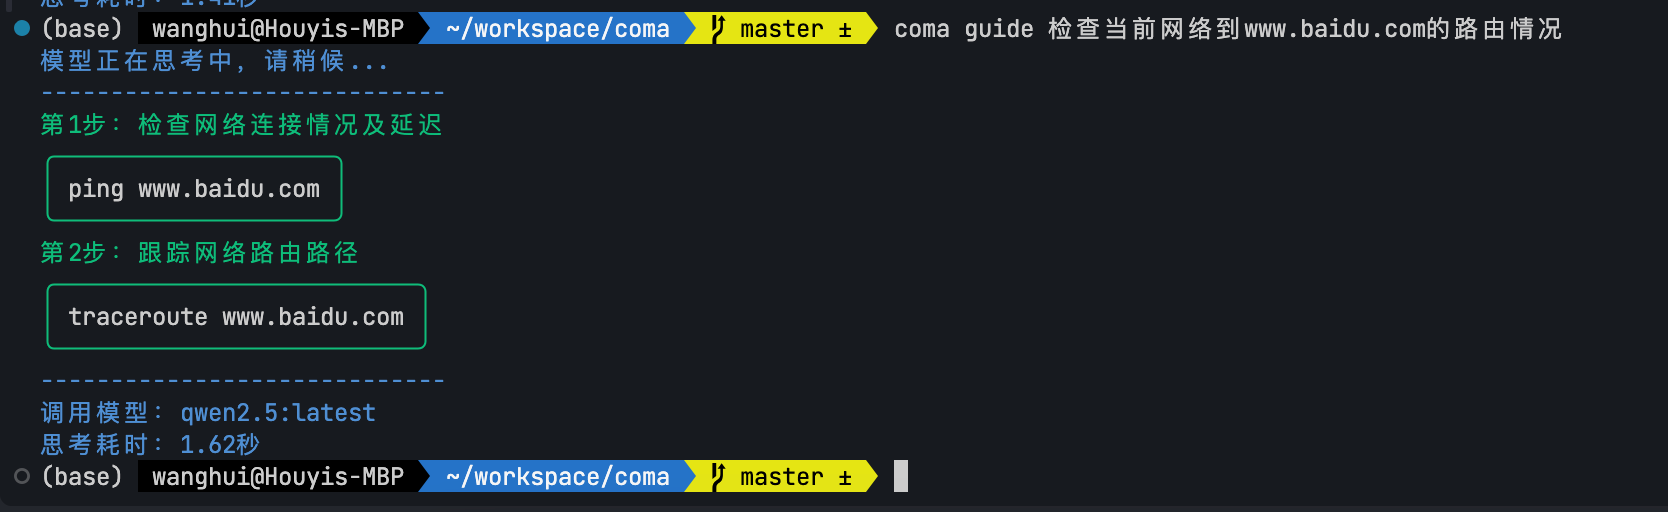 思考耗时：1.41秒
(base) wanghui@Houyis-MBP ~/workspace/coma master ± coma guide 检查当前网络到www.baidu.com的路由情况
模型正在思考中, 请稍候...
-----------------------------
第1步：检查网络连接情况及延迟
ping www.baidu.com
第2步：跟踪网络路由路径
traceroute www.baidu.com
-----------------------------
调用模型：qwen2.5:latest
思考耗时：1.62秒
(base) wanghui@Houyis-MBP ~/workspace/coma master ±